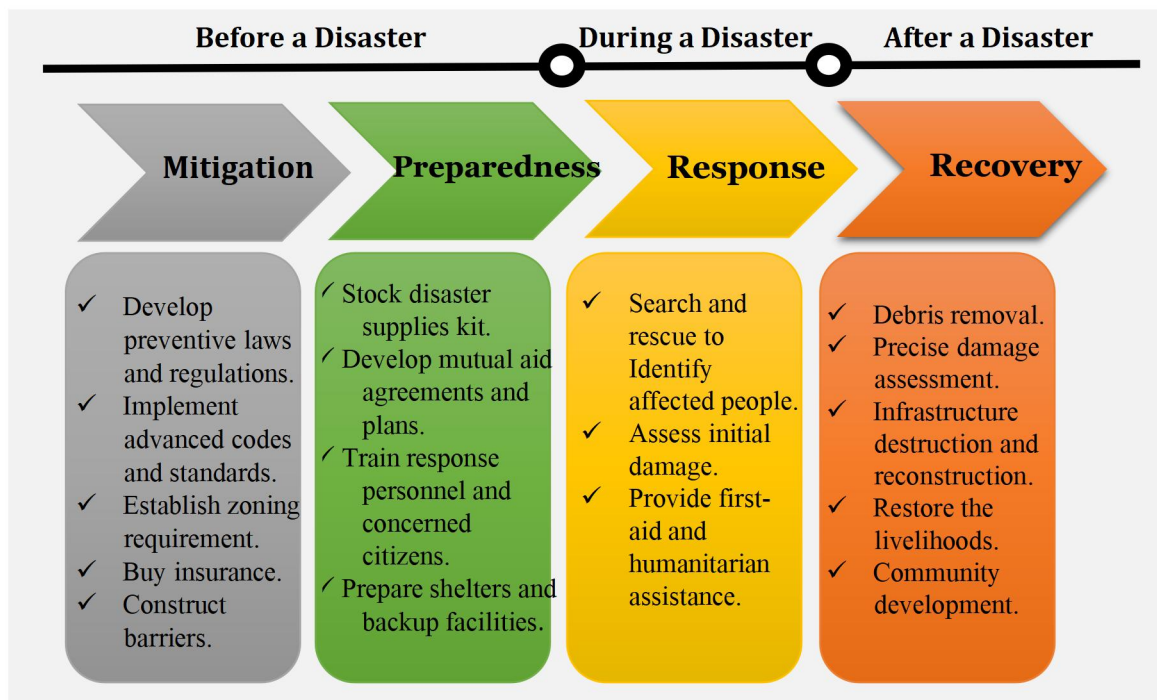 Before a Disaster
During a Disaster
After a Disaster
Mitigation
Preparedness
Response
Recovery
✓ Develop
preventive laws
and regulations.
✓ Implement
advanced codes
and standards.
✓ Establish zoning
requirement.
✓ Buy insurance.
✓ Construct
barriers.
✓ Stock disaster
supplies kit.
✓ Develop mutual aid
agreements and
plans.
✓ Train response
personnel and
concerned
citizens.
✓ Prepare shelters and
backup facilities.
✓ Search and
rescue to
Identify
affected people.
✓ Assess initial
damage.
✓ Provide first-
aid and
humanitarian
assistance.
✓ Debris removal.
✓ Precise damage
assessment.
✓ Infrastructure
destruction and
reconstruction.
✓ Restore the
livelihoods.
✓ Community
development.